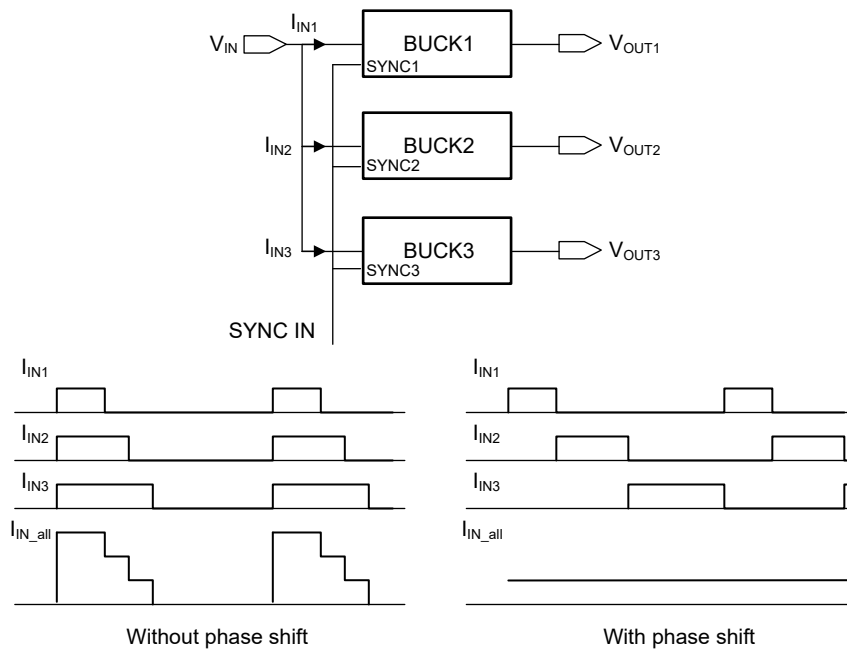 I_IN1
V_IN
BUCK1
V_OUT1
SYNC1
I_IN2
BUCK2
V_OUT2
SYNC2
I_IN3
BUCK3
V_OUT3
SYNC3
SYNC IN
I_IN1
I_IN2
I_IN3
I_IN_all
Without phase shift
I_IN1
I_IN2
I_IN3
I_IN_all
With phase shift